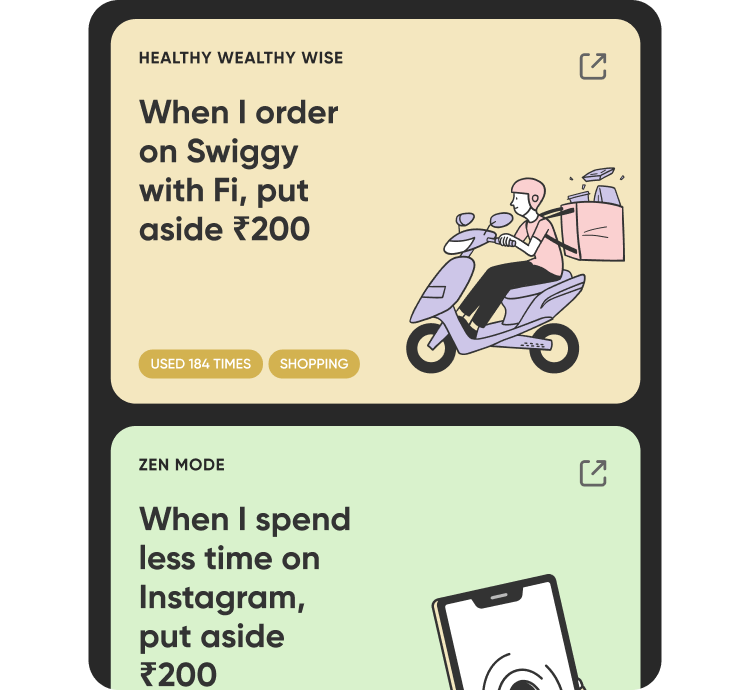 HEALTHY WEALTHY WISE
When I order
on Swiggy
with Fi, put
aside ₹200
USED 184 TIMES
SHOPPING
ZEN MODE
When I spend
less time on
Instagram,
put aside
₹200